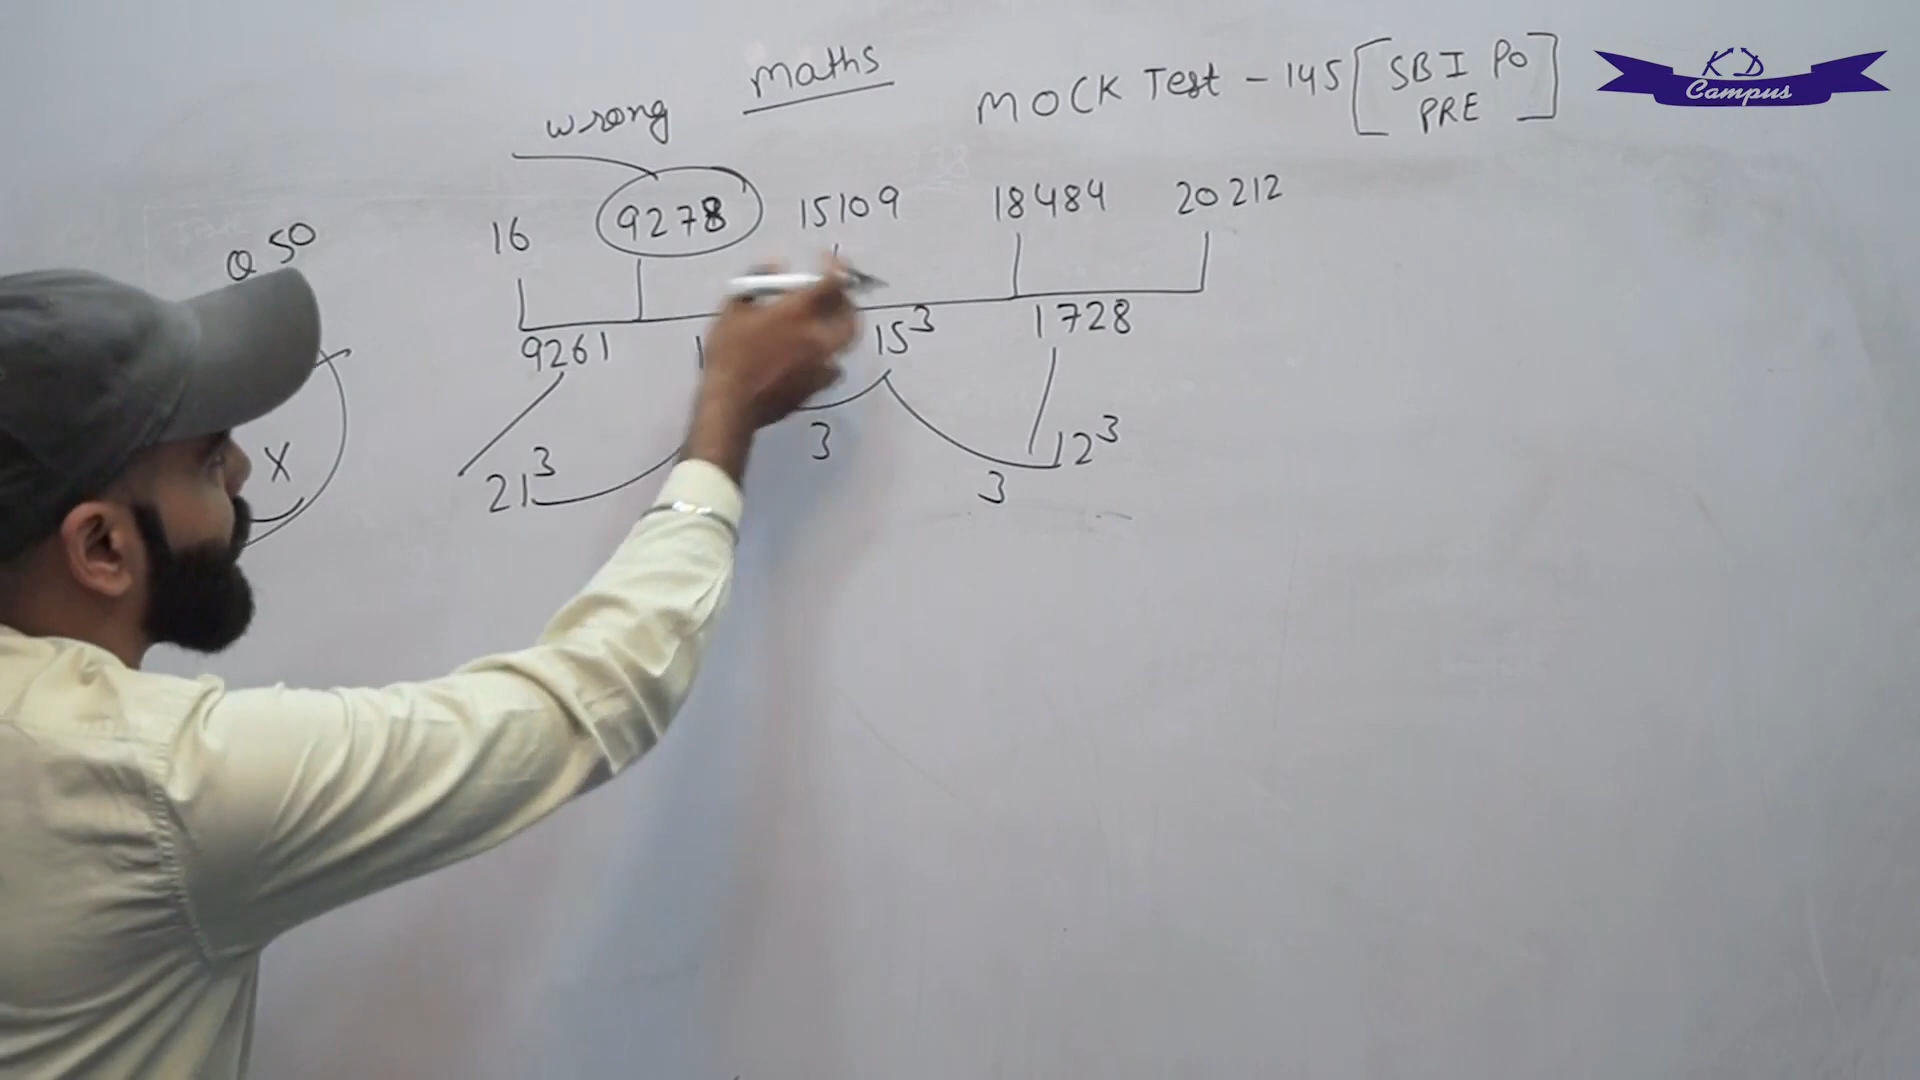 maths
wrong
MOCK Test - 145 [SBI PO PRE]
KD Campus
Q 50
16 9278 15109 18484 20212
9261 15³ 1728
X
21³ 3 3 12³